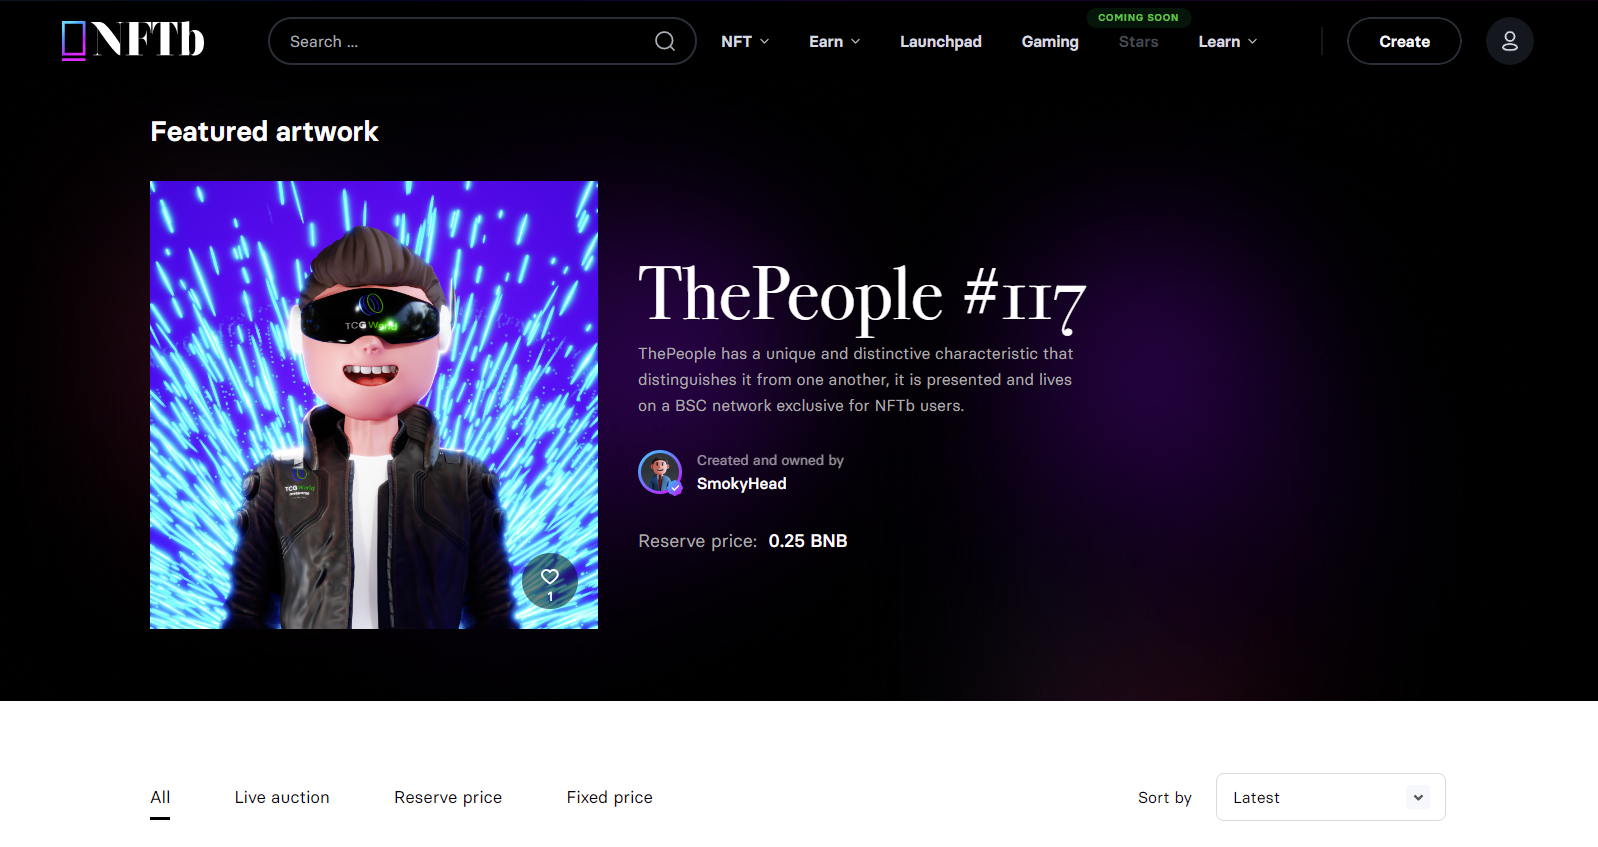 NFTb
Search ...
NFT
Earn
Launchpad
Gaming
COMING SOON
Stars
Learn
Create
Featured artwork
TCG World
TCG World
1
ThePeople #117
ThePeople has a unique and distinctive characteristic that
distinguishes it from one another, it is presented and lives
on a BSC network exclusive for NFTb users.
Created and owned by
SmokyHead
Reserve price: 0.25 BNB
All
Live auction
Reserve price
Fixed price
Sort by
Latest